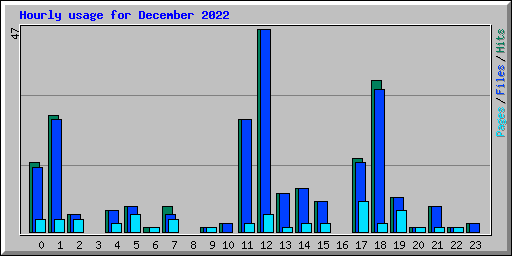 Hourly usage for December 2022
47
Pages/Files/Hits
0 1 2 3 4 5 6 7 8 9 10 11 12 13 14 15 16 17 18 19 20 21 22 23